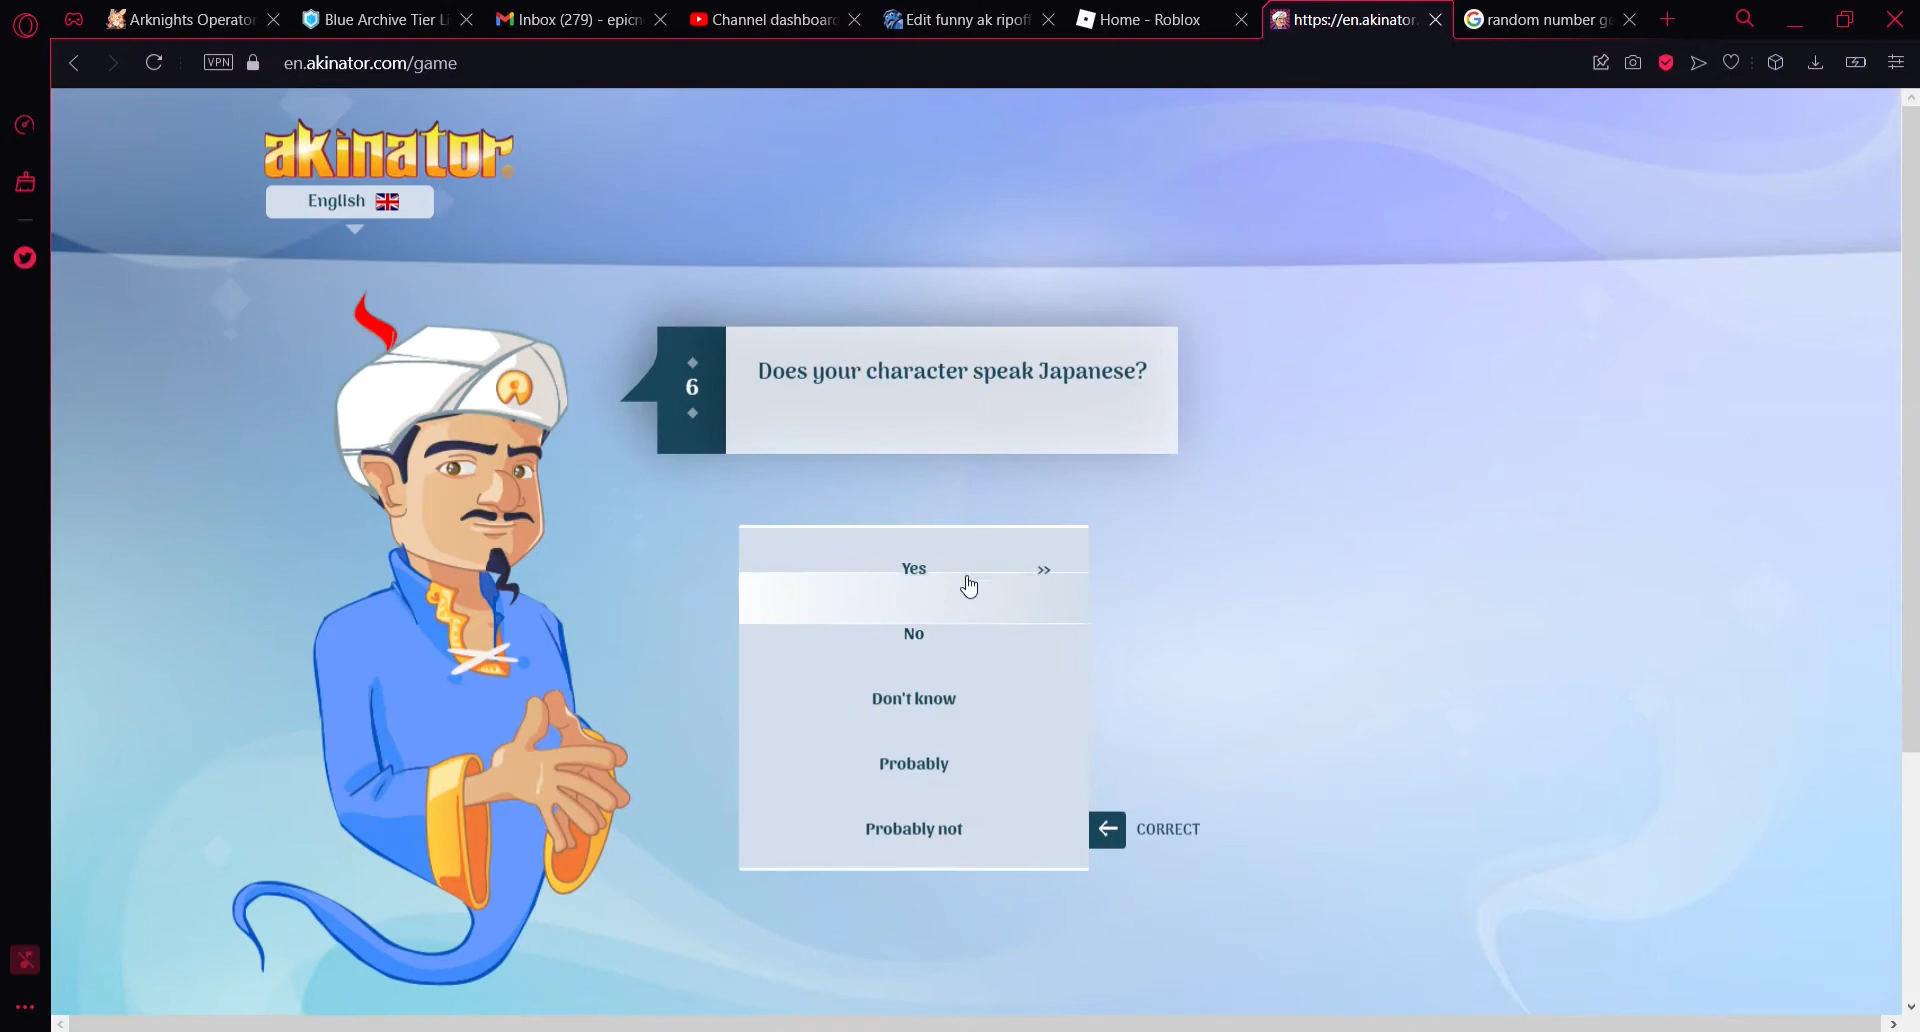 Arknights Operator
Blue Archive Tier Li
Inbox (279) - epicn
Channel dashboard
Edit funny ak ripoff
Home - Roblox
https://en.akinator.
random number ge
VPN
en.akinator.com/game
akinator
English
6
Does your character speak Japanese?
Yes >>
No
Don't know
Probably
Probably not
CORRECT